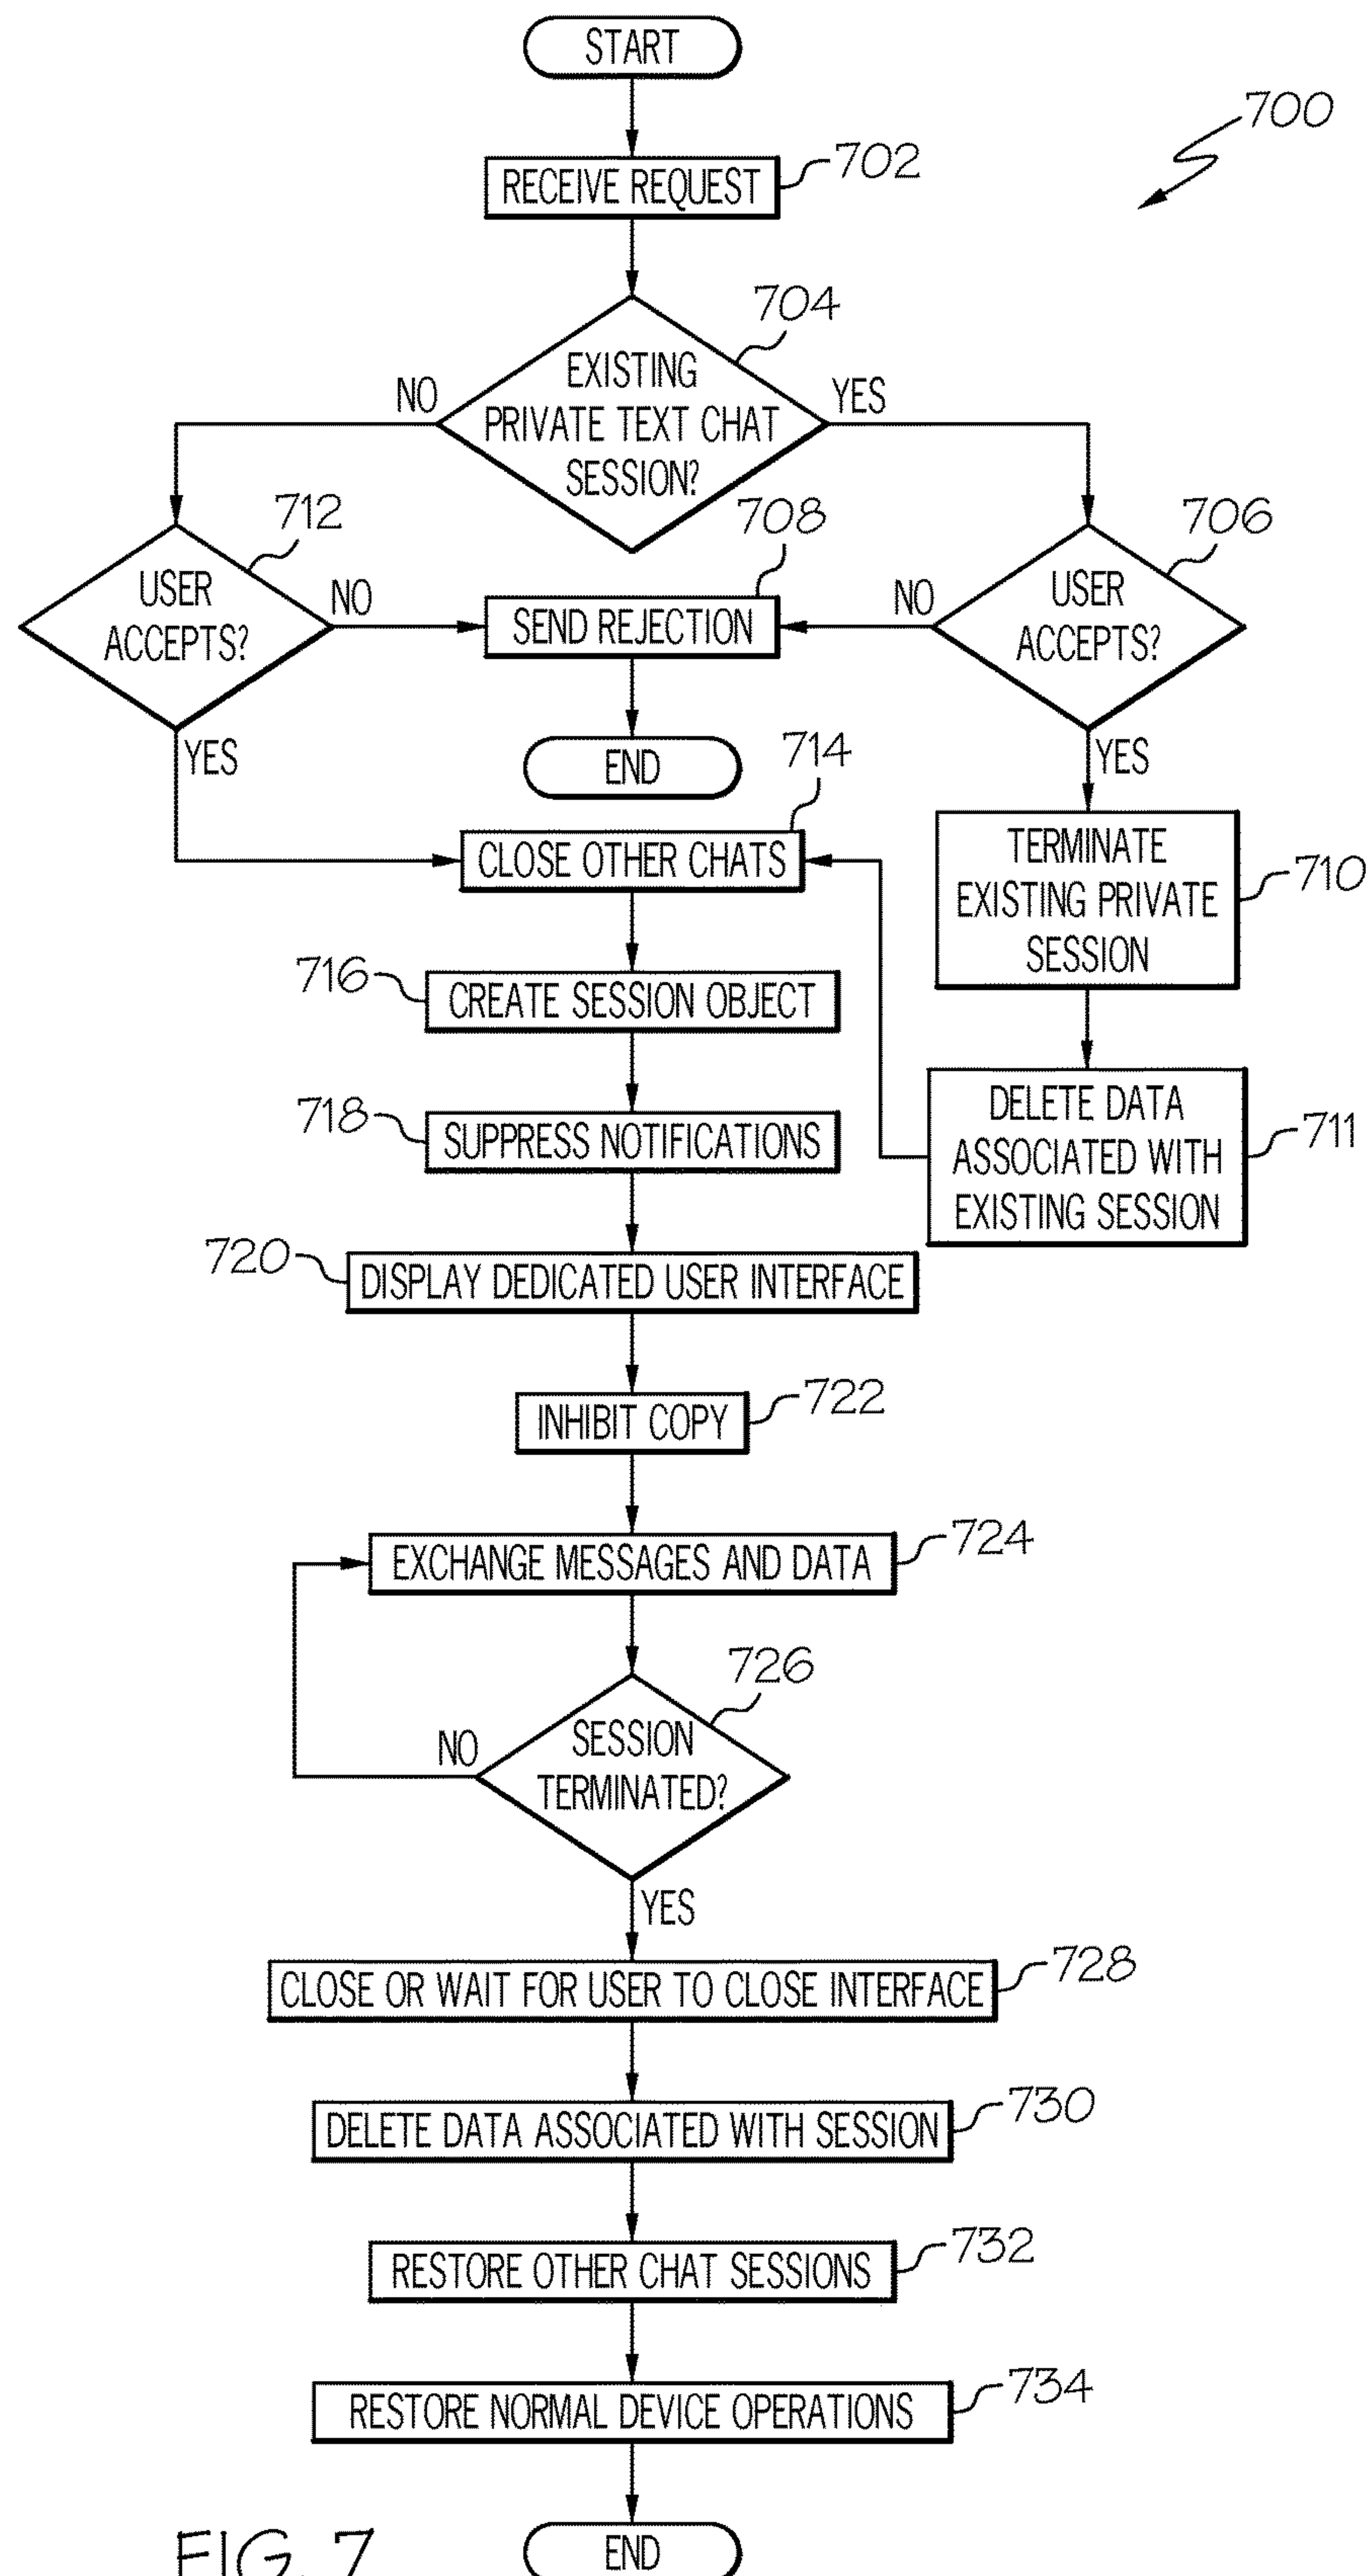 START
700
RECEIVE REQUEST
702
704
EXISTING
PRIVATE TEXT CHAT
SESSION?
NO
YES
712
708
706
USER
ACCEPTS?
NO
SEND REJECTION
NO
USER
ACCEPTS?
YES
END
714
YES
CLOSE OTHER CHATS
TERMINATE
EXISTING PRIVATE
SESSION
710
716
CREATE SESSION OBJECT
718
SUPPRESS NOTIFICATIONS
DELETE DATA
ASSOCIATED WITH
EXISTING SESSION
711
720
DISPLAY DEDICATED USER INTERFACE
INHIBIT COPY
722
EXCHANGE MESSAGES AND DATA
724
726
SESSION
TERMINATED?
NO
YES
CLOSE OR WAIT FOR USER TO CLOSE INTERFACE
728
DELETE DATA ASSOCIATED WITH SESSION
730
RESTORE OTHER CHAT SESSIONS
732
RESTORE NORMAL DEVICE OPERATIONS
734
END
FIG. 7